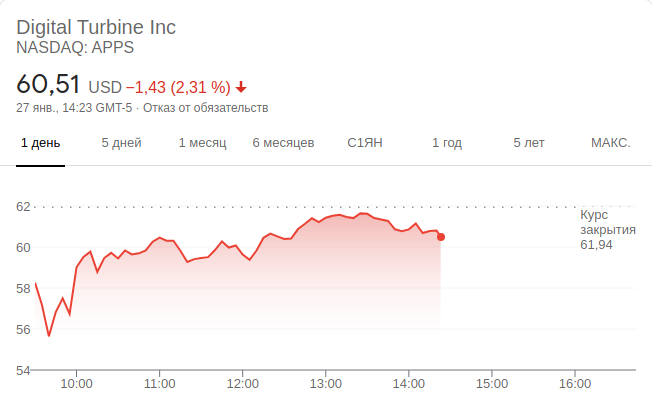 Digital Turbine Inc
NASDAQ: APPS
60,51 USD −1,43 (2,31 %)
27 янв., 14:23 GMT-5 · Отказ от обязательств
1 день 5 дней 1 месяц 6 месяцев С1ЯН 1 год 5 лет МАКС.
62
Курс
закрытия
61,94
60
58
56
54
10:00 11:00 12:00 13:00 14:00 15:00 16:00